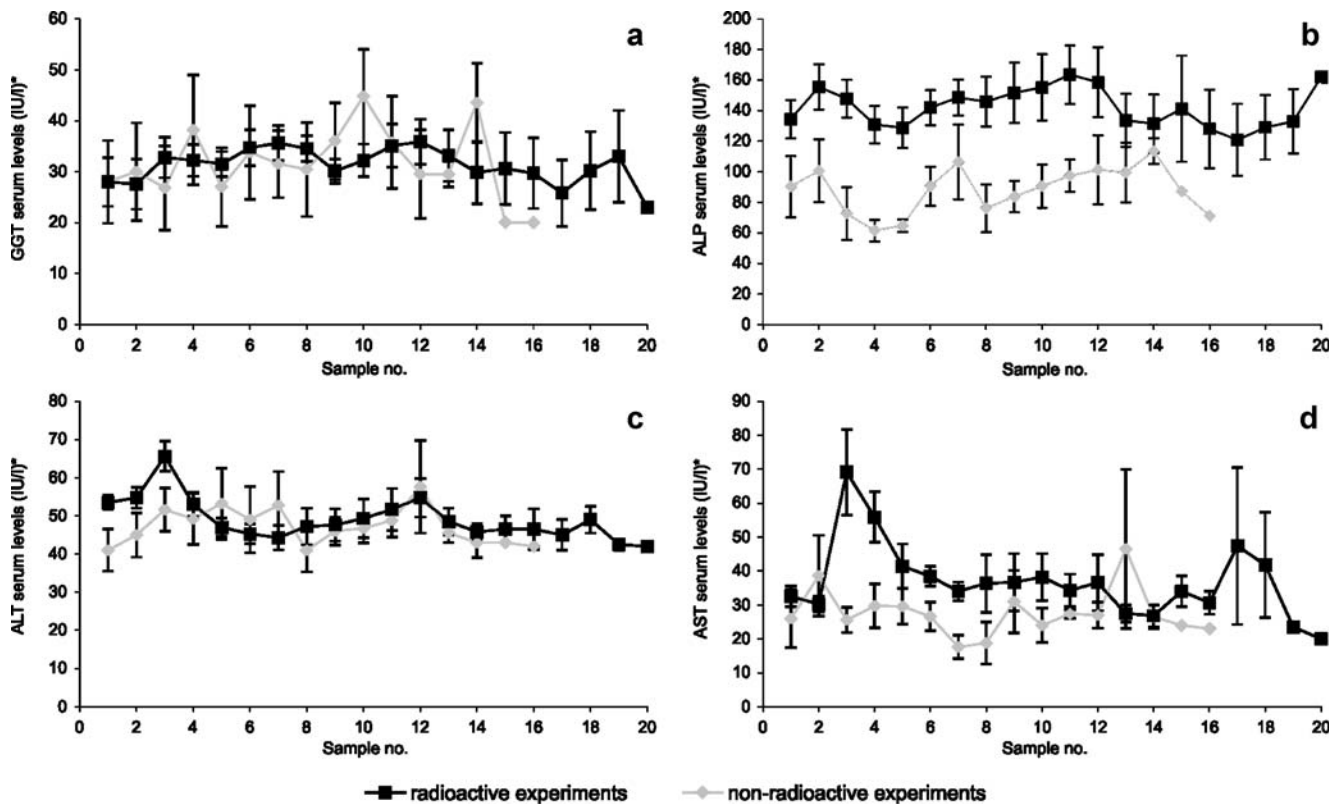 a
GGT serum levels (IU/l)*
60
50
40
30
20
10
0
0 2 4 6 8 10 12 14 16 18 20
Sample no.
b
ALP serum levels (IU/l)*
200
180
160
140
120
100
80
60
40
20
0
0 2 4 6 8 10 12 14 16 18 20
Sample no.
c
ALT serum levels (IU/l)*
80
70
60
50
40
30
20
10
0
0 2 4 6 8 10 12 14 16 18 20
Sample no.
d
AST serum levels (IU/l)*
90
80
70
60
50
40
30
20
10
0
0 2 4 6 8 10 12 14 16 18 20
Sample no.
radioactive experiments non-radioactive experiments